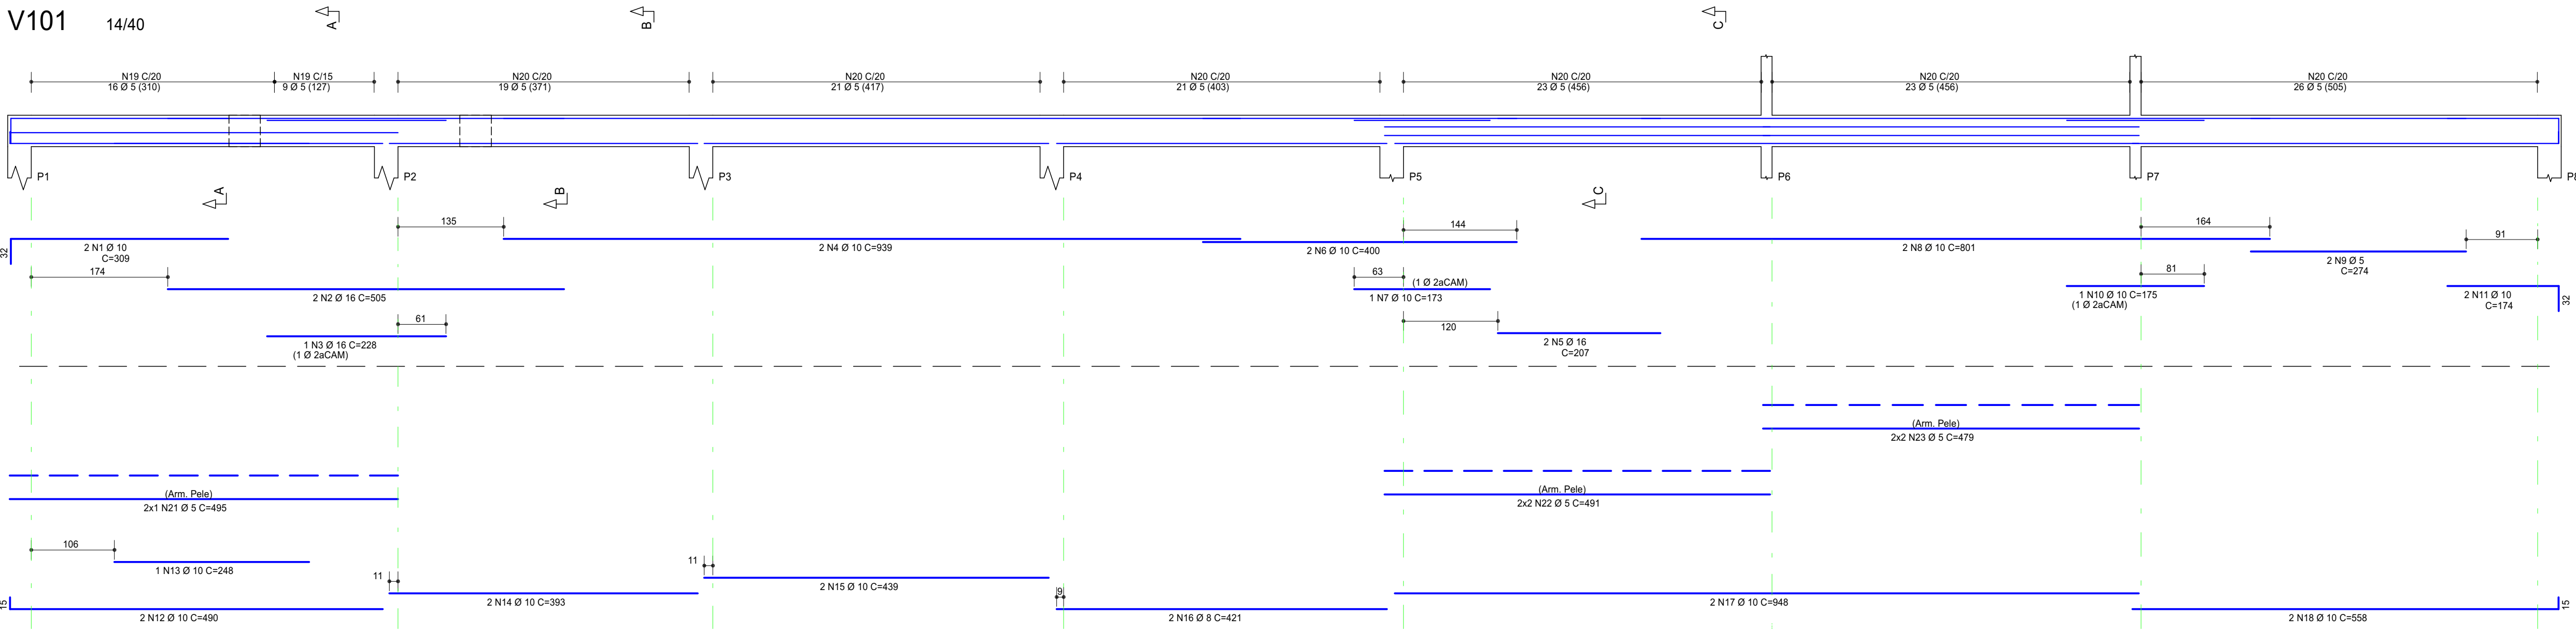 V101 14/40
A
B
C
N19 C/20
16 Ø 5 (310)
N19 C/15
9 Ø 5 (127)
N20 C/20
19 Ø 5 (371)
N20 C/20
21 Ø 5 (417)
N20 C/20
21 Ø 5 (403)
N20 C/20
23 Ø 5 (456)
N20 C/20
23 Ø 5 (456)
N20 C/20
26 Ø 5 (505)
P1
P2
P3
P4
P5
P6
P7
P8
A
B
C
32
2 N1 Ø 10
C=309
135
2 N4 Ø 10 C=939
144
2 N6 Ø 10 C=400
2 N8 Ø 10 C=801
164
91
2 N9 Ø 5
C=274
174
2 N2 Ø 16 C=505
63
(1 Ø 2aCAM)
1 N7 Ø 10 C=173
81
1 N10 Ø 10 C=175
(1 Ø 2aCAM)
2 N11 Ø 10
C=174
32
61
1 N3 Ø 16 C=228
(1 Ø 2aCAM)
120
2 N5 Ø 16
C=207
(Arm. Pele)
2x2 N23 Ø 5 C=479
(Arm. Pele)
2x1 N21 Ø 5 C=495
(Arm. Pele)
2x2 N22 Ø 5 C=491
106
1 N13 Ø 10 C=248
11
2 N14 Ø 10 C=393
11
2 N15 Ø 10 C=439
9
2 N16 Ø 8 C=421
2 N17 Ø 10 C=948
15
2 N12 Ø 10 C=490
2 N18 Ø 10 C=558
15